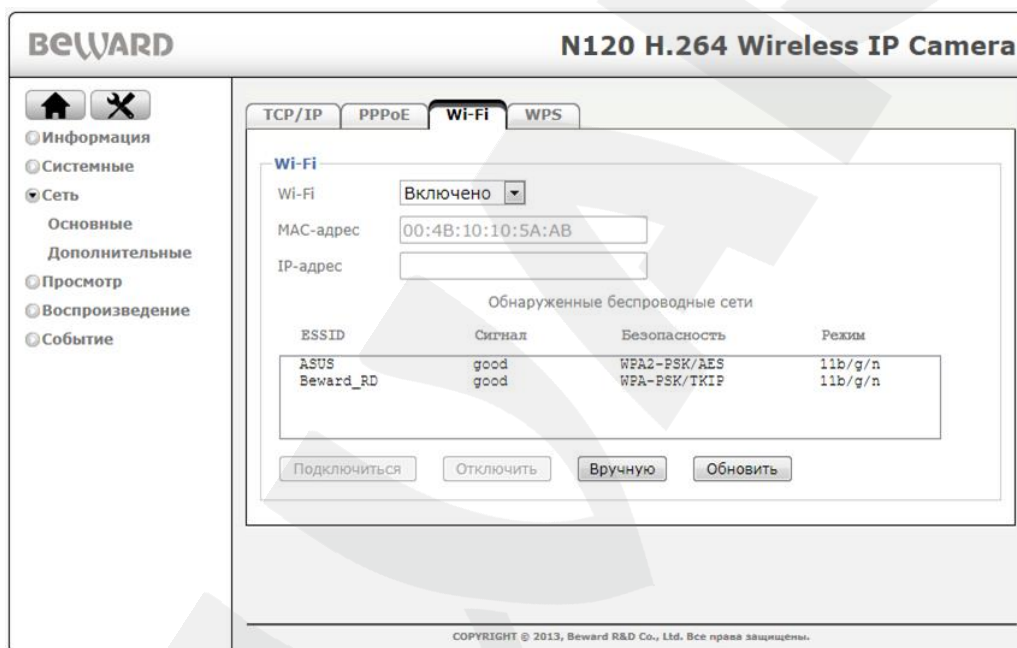 BEWARD
N120 H.264 Wireless IP Camera
TCP/IP PPPoE Wi-Fi WPS
Информация
Системные
Сеть
Основные
Дополнительные
Просмотр
Воспроизведение
Событие
Wi-Fi
Wi-Fi Включено
MAC-адрес 00:4B:10:10:5A:AB
IP-адрес
Обнаруженные беспроводные сети
ESSID Сигнал Безопасность Режим
ASUS good WPA2-PSK/AES 11b/g/n
Beward_RD good WPA-PSK/TKIP 11b/g/n
Подключиться Отключить Вручную Обновить
COPYRIGHT © 2013, Beward R&D Co., Ltd. Все права защищены.